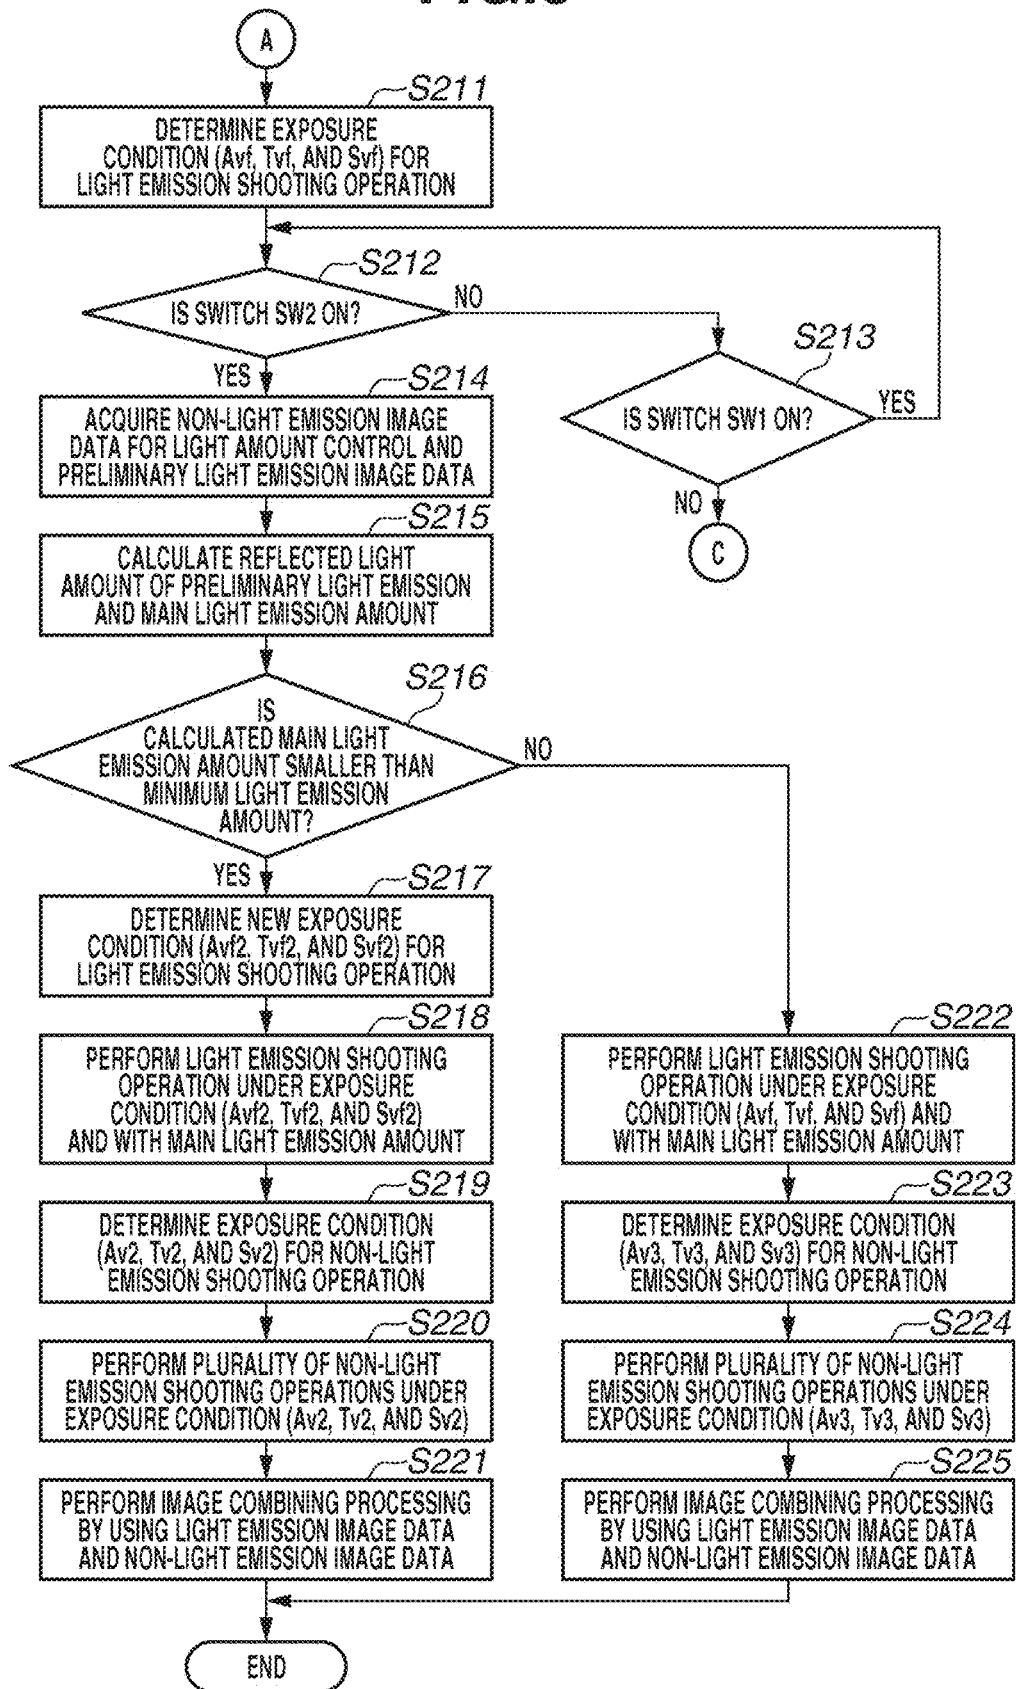 A
S211
DETERMINE EXPOSURE
CONDITION (Avf, Tvf, AND Svf) FOR
LIGHT EMISSION SHOOTING OPERATION
S212
IS SWITCH SW2 ON?
NO
YES
S213
IS SWITCH SW1 ON?
YES
NO
C
S214
ACQUIRE NON-LIGHT EMISSION IMAGE
DATA FOR LIGHT AMOUNT CONTROL AND
PRELIMINARY LIGHT EMISSION IMAGE DATA
S215
CALCULATE REFLECTED LIGHT
AMOUNT OF PRELIMINARY LIGHT EMISSION
AND MAIN LIGHT EMISSION AMOUNT
S216
IS
CALCULATED MAIN LIGHT
EMISSION AMOUNT SMALLER THAN
MINIMUM LIGHT EMISSION
AMOUNT?
NO
YES
S217
DETERMINE NEW EXPOSURE
CONDITION (Avf2, Tvf2, AND Svf2) FOR
LIGHT EMISSION SHOOTING OPERATION
S218
PERFORM LIGHT EMISSION SHOOTING
OPERATION UNDER EXPOSURE
CONDITION (Avf2, Tvf2, AND Svf2)
AND WITH MAIN LIGHT EMISSION AMOUNT
S219
DETERMINE EXPOSURE CONDITION
(Av2, Tv2, AND Sv2) FOR NON-LIGHT
EMISSION SHOOTING OPERATION
S220
PERFORM PLURALITY OF NON-LIGHT
EMISSION SHOOTING OPERATIONS UNDER
EXPOSURE CONDITION (Av2, Tv2, AND Sv2)
S221
PERFORM IMAGE COMBINING PROCESSING
BY USING LIGHT EMISSION IMAGE DATA
AND NON-LIGHT EMISSION IMAGE DATA
S222
PERFORM LIGHT EMISSION SHOOTING
OPERATION UNDER EXPOSURE
CONDITION (Avf, Tvf, AND Svf) AND
WITH MAIN LIGHT EMISSION AMOUNT
S223
DETERMINE EXPOSURE CONDITION
(Av3, Tv3, AND Sv3) FOR NON-LIGHT
EMISSION SHOOTING OPERATION
S224
PERFORM PLURALITY OF NON-LIGHT
EMISSION SHOOTING OPERATIONS UNDER
EXPOSURE CONDITION (Av3, Tv3, AND Sv3)
S225
PERFORM IMAGE COMBINING PROCESSING
BY USING LIGHT EMISSION IMAGE DATA
AND NON-LIGHT EMISSION IMAGE DATA
END